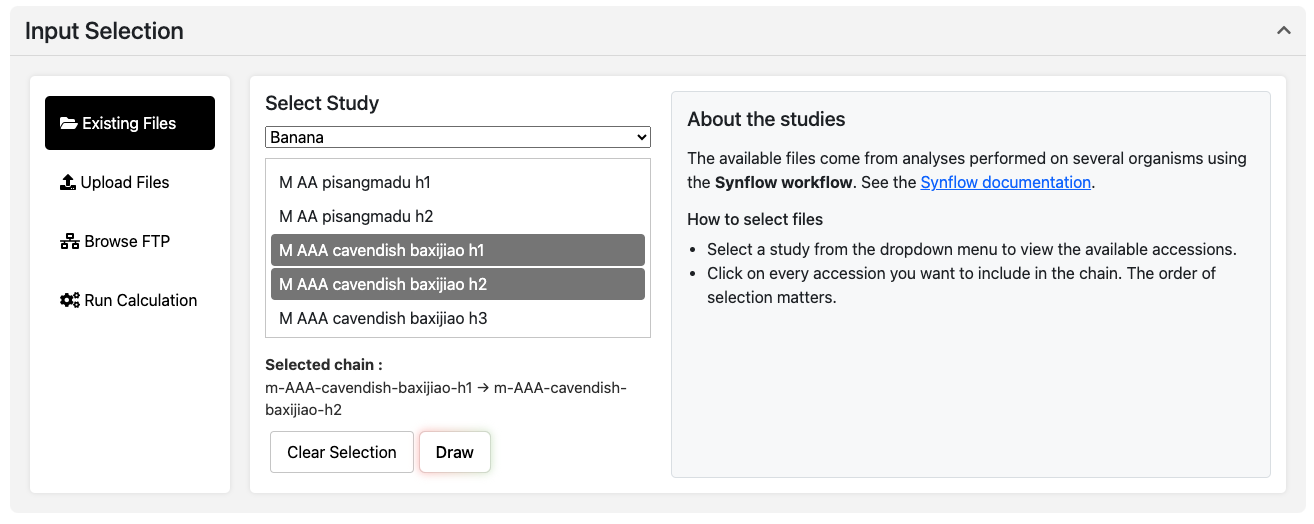 Input Selection
Existing Files
Upload Files
Browse FTP
Run Calculation
Select Study
Banana
M AA pisangmadu h1
M AA pisangmadu h2
M AAA cavendish baxijiao h1
M AAA cavendish baxijiao h2
M AAA cavendish baxijiao h3
Selected chain :
m-AAA-cavendish-baxijiao-h1 → m-AAA-cavendish-
baxijiao-h2
Clear Selection
Draw
About the studies
The available files come from analyses performed on several organisms using
the Synflow workflow. See the Synflow documentation.
How to select files
• Select a study from the dropdown menu to view the available accessions.
• Click on every accession you want to include in the chain. The order of
selection matters.